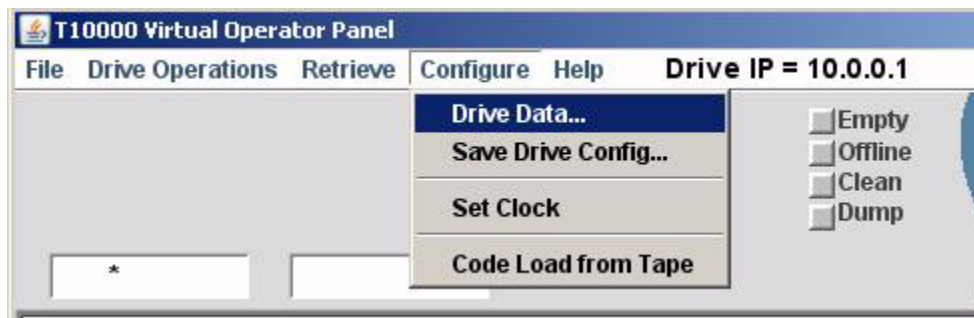 T10000 Virtual Operator Panel
File Drive Operations Retrieve Configure Help Drive IP = 10.0.0.1
Drive Data...
Save Drive Config...
Set Clock
Code Load from Tape
Empty
Offline
Clean
Dump
*